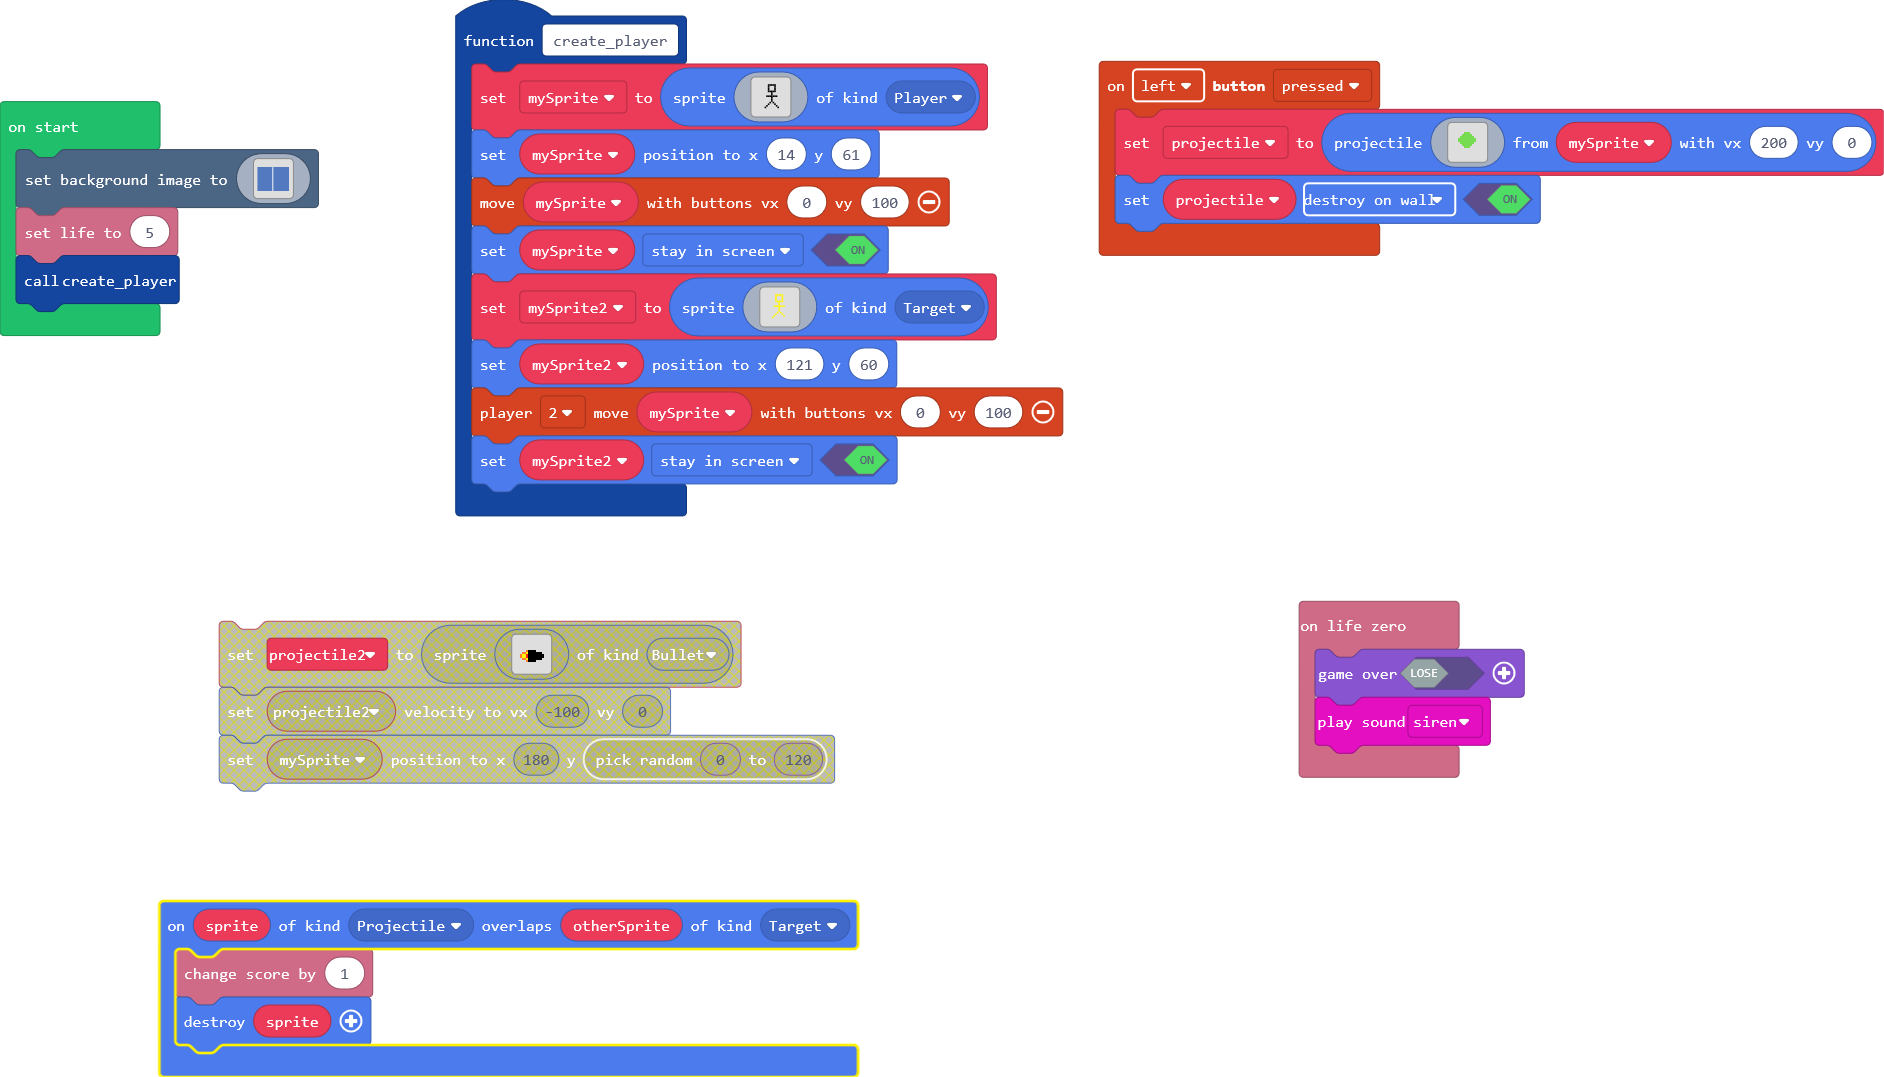 on start
set background image to
set life to 5
call create_player
function create_player
set mySprite to sprite of kind Player
set mySprite position to x 14 y 61
move mySprite with buttons vx 0 vy 100
set mySprite stay in screen ON
set mySprite2 to sprite of kind Target
set mySprite2 position to x 121 y 60
player 2 move mySprite with buttons vx 0 vy 100
set mySprite2 stay in screen ON
on left button pressed
set projectile to projectile from mySprite with vx 200 vy 0
set projectile destroy on wall ON
set projectile2 to sprite of kind Bullet
set projectile2 velocity to vx -100 vy 0
set mySprite position to x 180 y pick random 0 to 120
on life zero
game over LOSE
play sound siren
on sprite of kind Projectile overlaps otherSprite of kind Target
change score by 1
destroy sprite